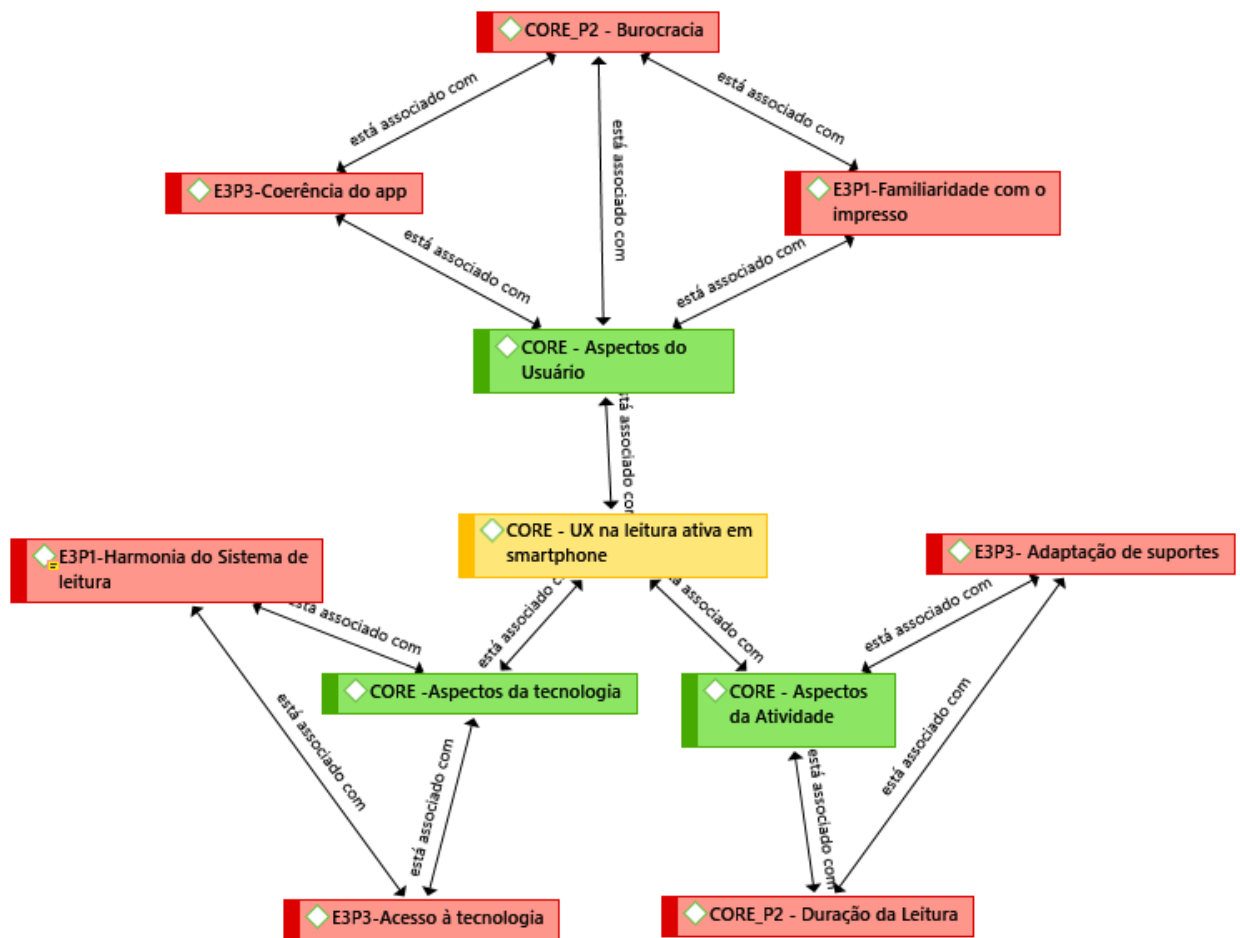 CORE_P2 - Burocracia
está associado com
está associado com
está associado com
E3P3-Coerência do app
E3P1-Familiaridade com o
impresso
está associado com
está associado com
CORE - Aspectos do
Usuário
está associado com
CORE - UX na leitura ativa em
smartphone
E3P1-Harmonia do Sistema de
leitura
E3P3- Adaptação de suportes
está associado com
está associado com
está associado com
está associado com
CORE -Aspectos da tecnologia
CORE - Aspectos
da Atividade
está associado com
está associado com
está associado com
está associado com
E3P3-Acesso à tecnologia
CORE_P2 - Duração da Leitura